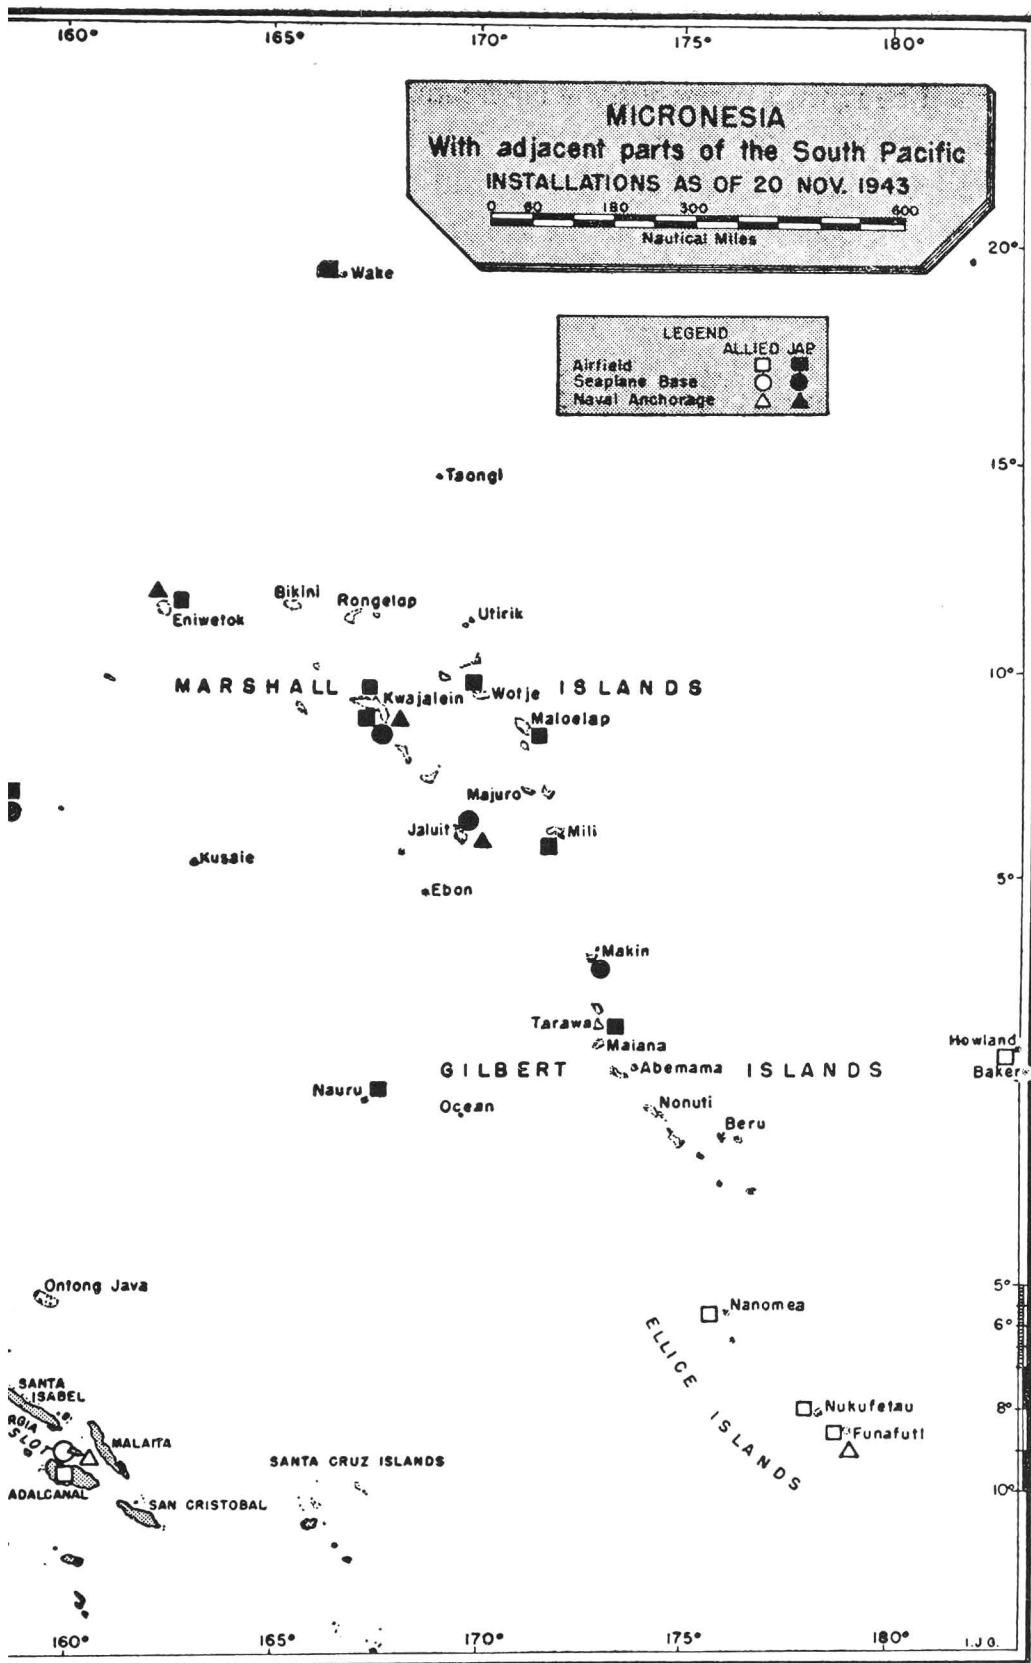 160° 165° 170° 175° 180°
MICRONESIA
With adjacent parts of the South Pacific
INSTALLATIONS AS OF 20 NOV. 1943
0 60 180 300 600
Nautical Miles
20°
Wake
LEGEND
ALLIED JAP
Airfield
Seaplane Base
Naval Anchorage
15°
Taongi
Bikini
Rongelap
Utirik
Eniwetok
10°
MARSHALL ISLANDS
Kwajalein
Wotje
Maloelap
Majuro
Jaluit
Mili
Kusaie
5°
Ebon
Makin
Tarawa
Maiana
Howland
GILBERT ISLANDS
Abemama
Baker
Nauru
Ocean
Nonuti
Beru
Ontong Java
5°
Nanomea
6°
ELLICE ISLANDS
SANTA
ISABEL
RGIA
SLOT
MALAITA
Nukufetau
8°
Funafuti
SANTA CRUZ ISLANDS
ADALCANAL
SAN CRISTOBAL
10°
160° 165° 170° 175° 180°
I.J.G.